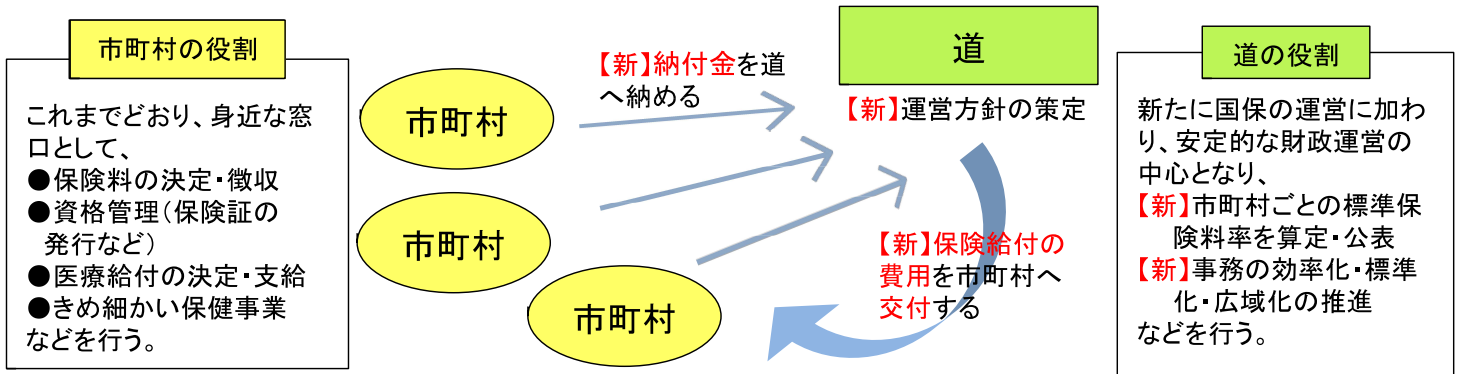 市町村の役割
これまでどおり、身近な窓
口として、
●保険料の決定・徴収
●資格管理（保険証の
発行など）
●医療給付の決定・支給
●きめ細かい保健事業
などを行う。
市町村
市町村
市町村
【新】納付金を道
へ納める
道
【新】運営方針の策定
【新】保険給付の
費用を市町村へ
交付する
道の役割
新たに国保の運営に加わ
り、安定的な財政運営の
中心となり、
【新】市町村ごとの標準保
険料率を算定・公表
【新】事務の効率化・標準
化・広域化の推進
などを行う。